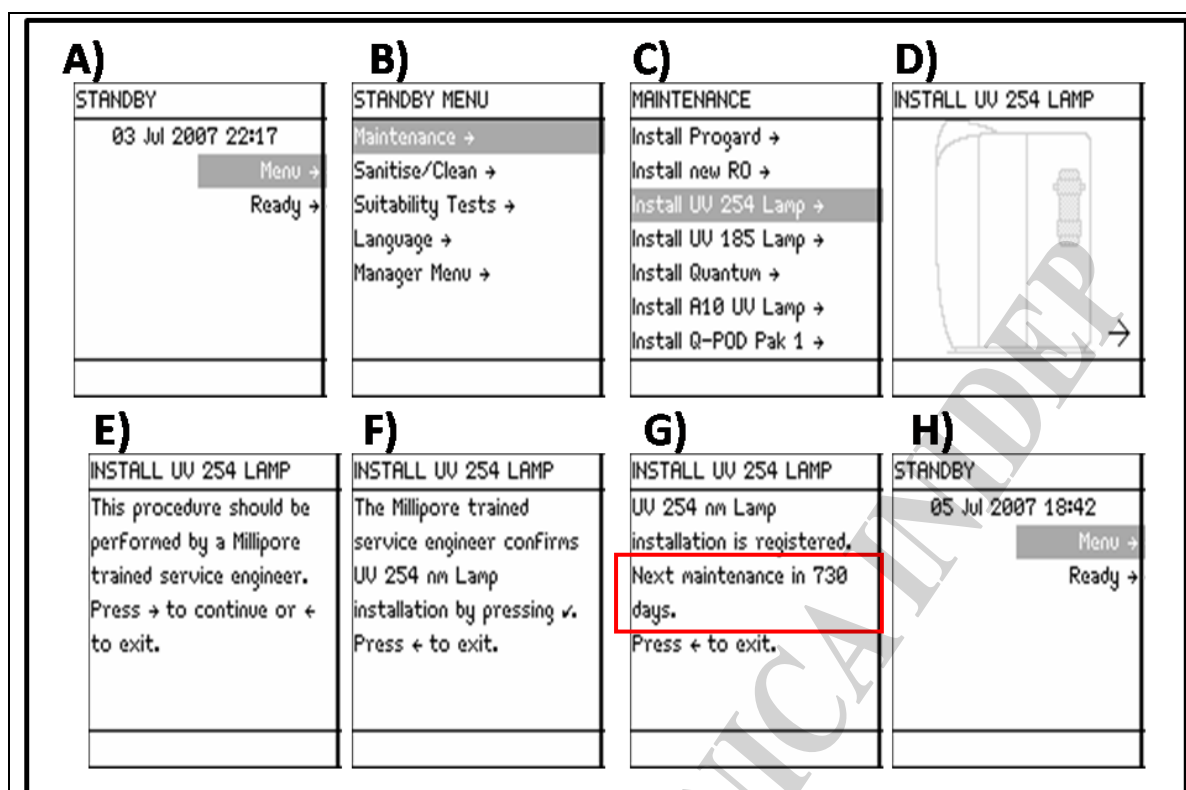 A)
STANDBY
03 Jul 2007 22:17
Menu →
Ready →
B)
STANDBY MENU
Maintenance →
Sanitise/Clean →
Suitability Tests →
Language →
Manager Menu →
C)
MAINTENANCE
Install Progard →
Install new RO →
Install UV 254 Lamp →
Install UV 185 Lamp →
Install Quantum →
Install A10 UV Lamp →
Install Q-POD Pak 1 →
D)
INSTALL UV 254 LAMP
→
E)
INSTALL UV 254 LAMP
This procedure should be
performed by a Millipore
trained service engineer.
Press → to continue or ←
to exit.
F)
INSTALL UV 254 LAMP
The Millipore trained
service engineer confirms
UV 254 nm Lamp
installation by pressing ✓.
Press ← to exit.
G)
INSTALL UV 254 LAMP
UV 254 nm Lamp
installation is registered.
Next maintenance in 730
days.
Press ← to exit.
H)
STANDBY
05 Jul 2007 18:42
Menu →
Ready →
NICA INDEP